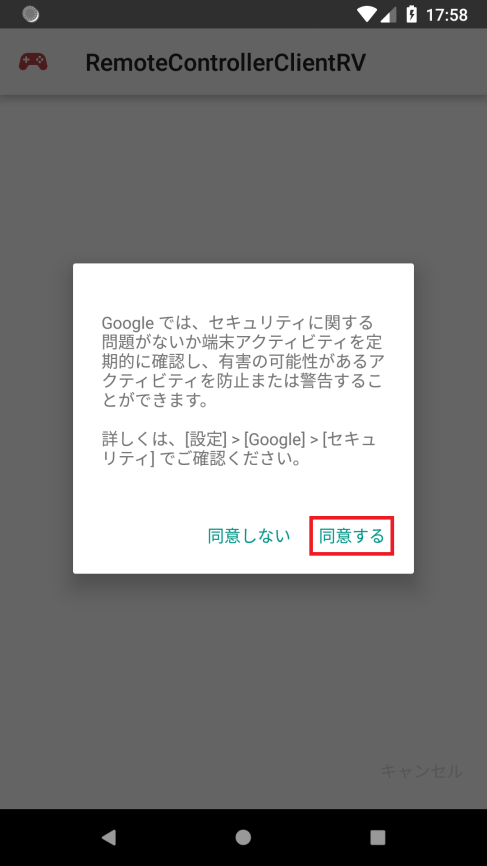 17:58
RemoteControllerClientRV
Google では、セキュリティに関する
問題がないか端末アクティビティを定
期的に確認し、有害の可能性があるア
クティビティを防止または警告するこ
とができます。
詳しくは、[設定] > [Google] > [セキュ
リティ] でご確認ください。
同意しない 同意する
キャンセル